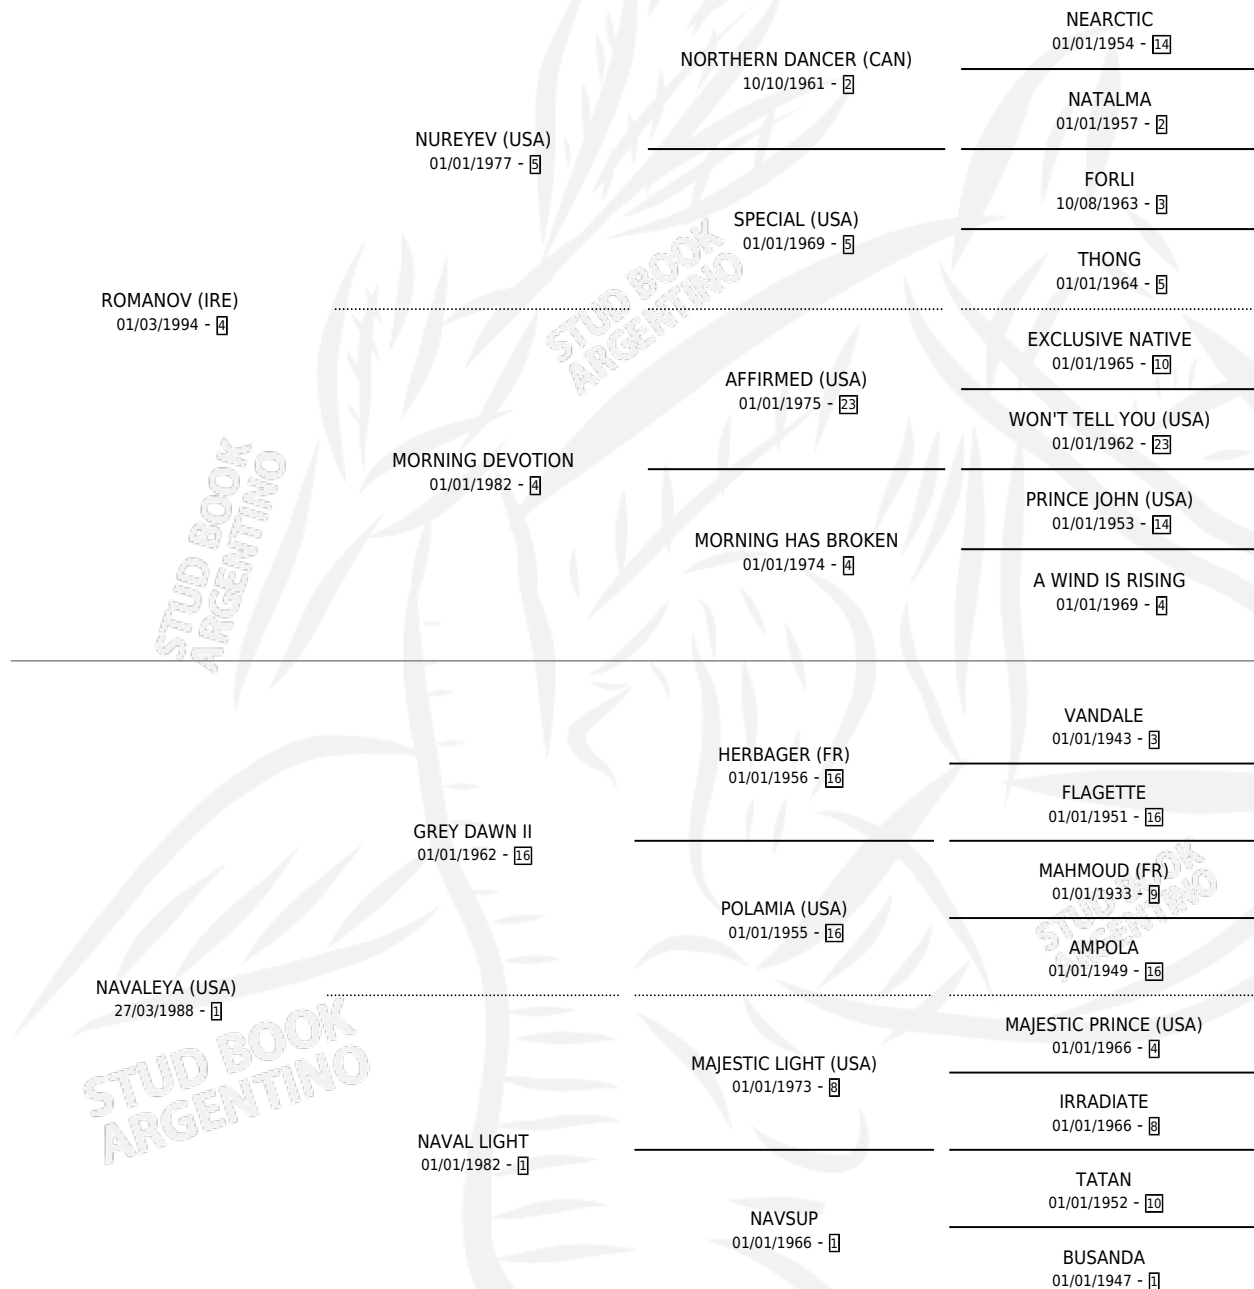 NEARCTIC
01/01/1954 - 14
NORTHERN DANCER (CAN)
10/10/1961 - 2
NATALMA
01/01/1957 - 2
NUREYEV (USA)
01/01/1977 - 5
FORLI
10/08/1963 - 3
SPECIAL (USA)
01/01/1969 - 5
THONG
01/01/1964 - 5
ROMANOV (IRE)
01/03/1994 - 4
STUD BOOK
ARGENTINO
EXCLUSIVE NATIVE
01/01/1965 - 10
AFFIRMED (USA)
01/01/1975 - 23
WON'T TELL YOU (USA)
01/01/1962 - 23
MORNING DEVOTION
01/01/1982 - 4
PRINCE JOHN (USA)
01/01/1953 - 14
MORNING HAS BROKEN
01/01/1974 - 4
A WIND IS RISING
01/01/1969 - 4
STUD BOOK
ARGENTINO
VANDALE
01/01/1943 - 3
HERBAGER (FR)
01/01/1956 - 16
FLAGETTE
01/01/1951 - 16
GREY DAWN II
01/01/1962 - 16
MAHMOUD (FR)
01/01/1933 - 9
POLAMIA (USA)
01/01/1955 - 16
AMPOLA
01/01/1949 - 16
STUD BOOK
ARGENTINO
NAVALEYA (USA)
27/03/1988 - 1
STUD BOOK
ARGENTINO
MAJESTIC PRINCE (USA)
01/01/1966 - 4
MAJESTIC LIGHT (USA)
01/01/1973 - 8
IRRADIATE
01/01/1966 - 8
NAVAL LIGHT
01/01/1982 - 1
TATAN
01/01/1952 - 10
NAVSUP
01/01/1966 - 1
BUSANDA
01/01/1947 - 1